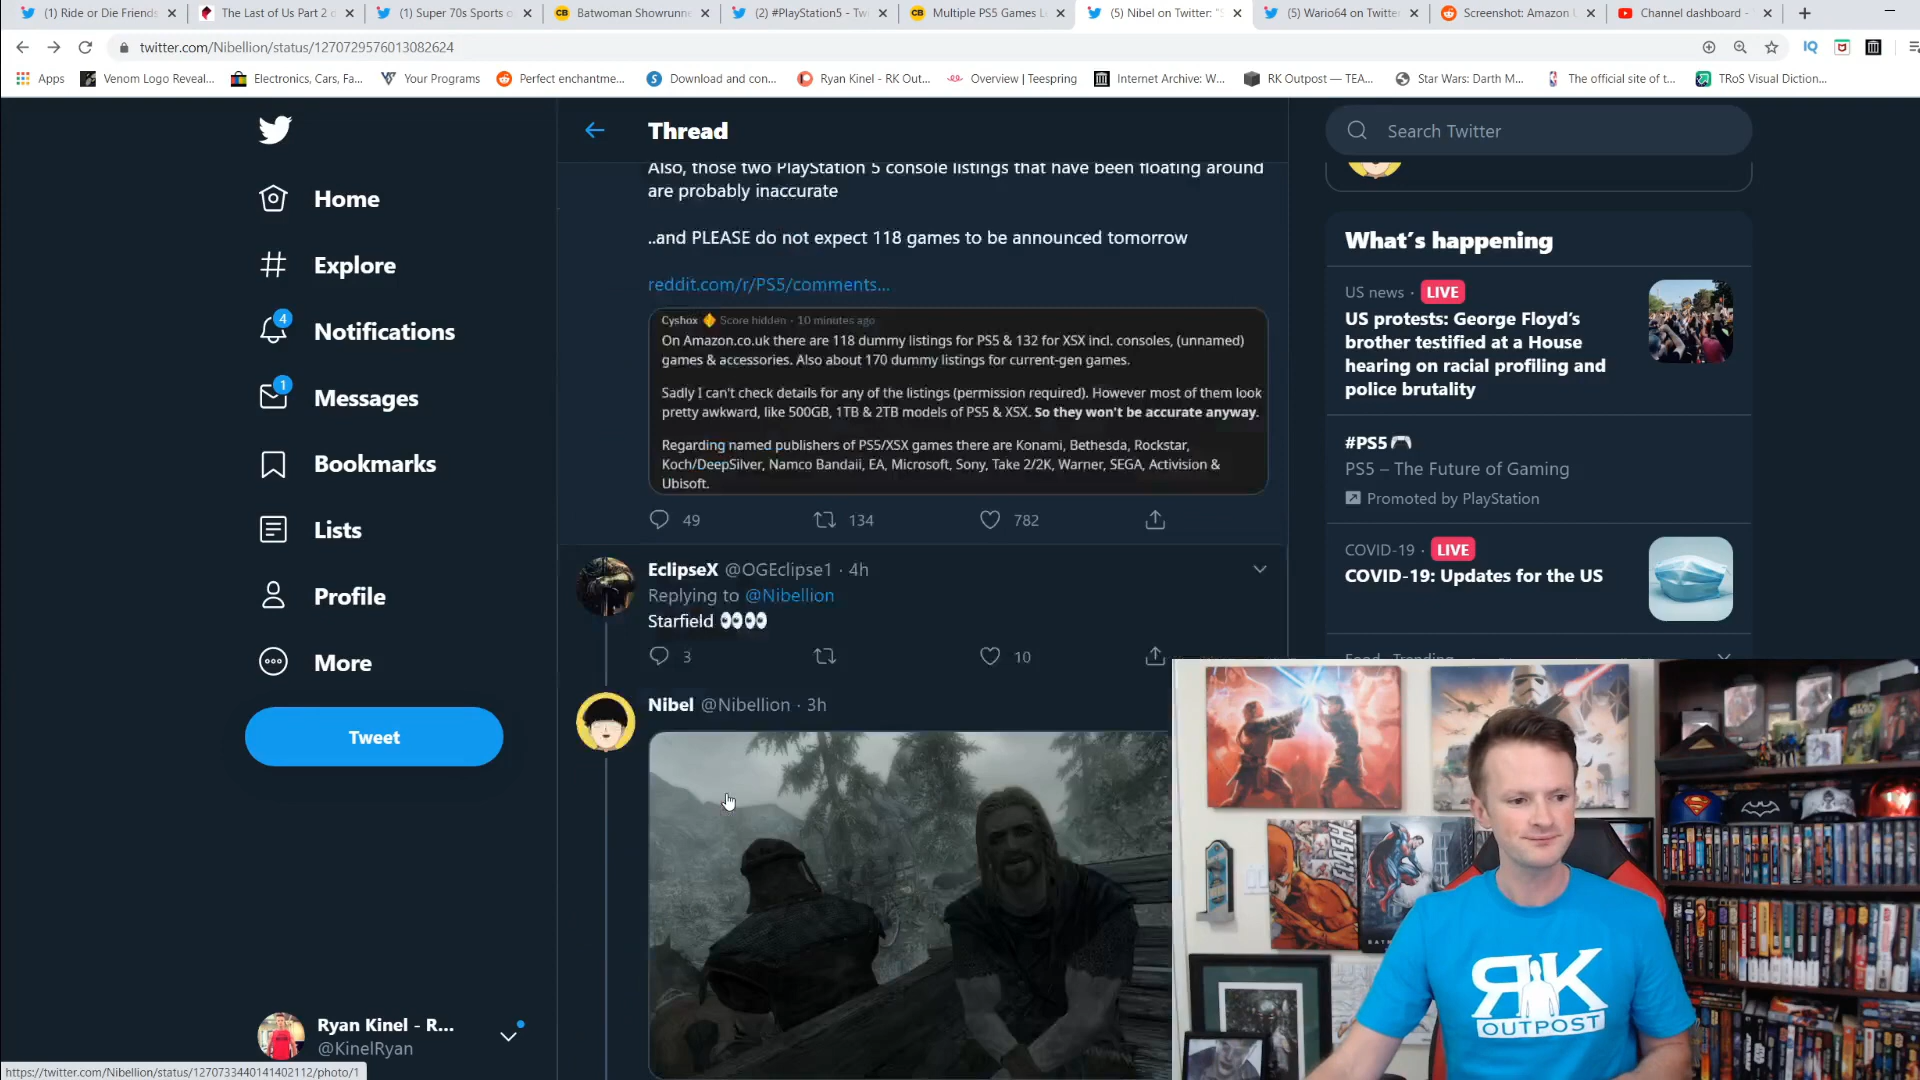 (1) Ride or Die Friends
The Last of Us Part 2 d
(1) Super 70s Sports o
Batwoman Showrunne
(2) #PlayStation5 - Twi
Multiple PS5 Games L
(5) Nibel on Twitter: "S
(5) Wario64 on Twitte
Screenshot: Amazon U
Channel dashboard -
twitter.com/Nibellion/status/1270729576013082624
Apps
Venom Logo Reveal...
Electronics, Cars, Fa...
Your Programs
Perfect enchantme...
Download and con...
Ryan Kinel - RK Out...
Overview | Teespring
Internet Archive: W...
RK Outpost — TEA...
Star Wars: Darth M...
The official site of t...
TRoS Visual Diction...
Home
Explore
4
Notifications
1
Messages
Bookmarks
Lists
Profile
More
Tweet
Ryan Kinel - R...
@KinelRyan
https://twitter.com/Nibellion/status/1270733440141402112/photo/1
Thread
Also, those two PlayStation 5 console listings that have been floating around
are probably inaccurate
..and PLEASE do not expect 118 games to be announced tomorrow
reddit.com/r/PS5/comments...
Cyshox Score hidden · 10 minutes ago
On Amazon.co.uk there are 118 dummy listings for PS5 & 132 for XSX incl. consoles, (unnamed)
games & accessories. Also about 170 dummy listings for current-gen games.
Sadly I can't check details for any of the listings (permission required). However most of them look
pretty awkward, like 500GB, 1TB & 2TB models of PS5 & XSX. So they won't be accurate anyway.
Regarding named publishers of PS5/XSX games there are Konami, Bethesda, Rockstar,
Koch/DeepSilver, Namco Bandaii, EA, Microsoft, Sony, Take 2/2K, Warner, SEGA, Activision &
Ubisoft.
49 134 782
EclipseX @OGEclipse1 · 4h
Replying to @Nibellion
Starfield 👀👀
3 10
Nibel @Nibellion · 3h
Search Twitter
What's happening
US news · LIVE
US protests: George Floyd's
brother testified at a House
hearing on racial profiling and
police brutality
#PS5
PS5 – The Future of Gaming
Promoted by PlayStation
COVID-19 · LIVE
COVID-19: Updates for the US
RK
OUTPOST